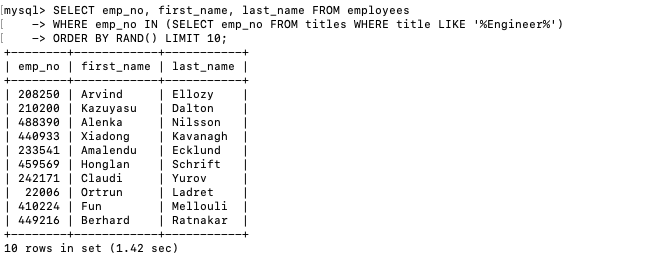 [mysql> SELECT emp_no, first_name, last_name FROM employees
[    -> WHERE emp_no IN (SELECT emp_no FROM titles WHERE title LIKE '%Engineer%')
[    -> ORDER BY RAND() LIMIT 10;
+--------+------------+-----------+
| emp_no | first_name | last_name |
+--------+------------+-----------+
| 208250 | Arvind     | Ellozy    |
| 210200 | Kazuyasu   | Dalton    |
| 488390 | Alenka     | Nilsson   |
| 440933 | Xiadong    | Kavanagh  |
| 233541 | Amalendu   | Ecklund   |
| 459569 | Honglan    | Schrift   |
| 242171 | Claudi     | Yurov     |
|  22006 | Ortrun     | Ladret    |
| 410224 | Fun        | Mellouli  |
| 449216 | Berhard    | Ratnakar  |
+--------+------------+-----------+
10 rows in set (1.42 sec)